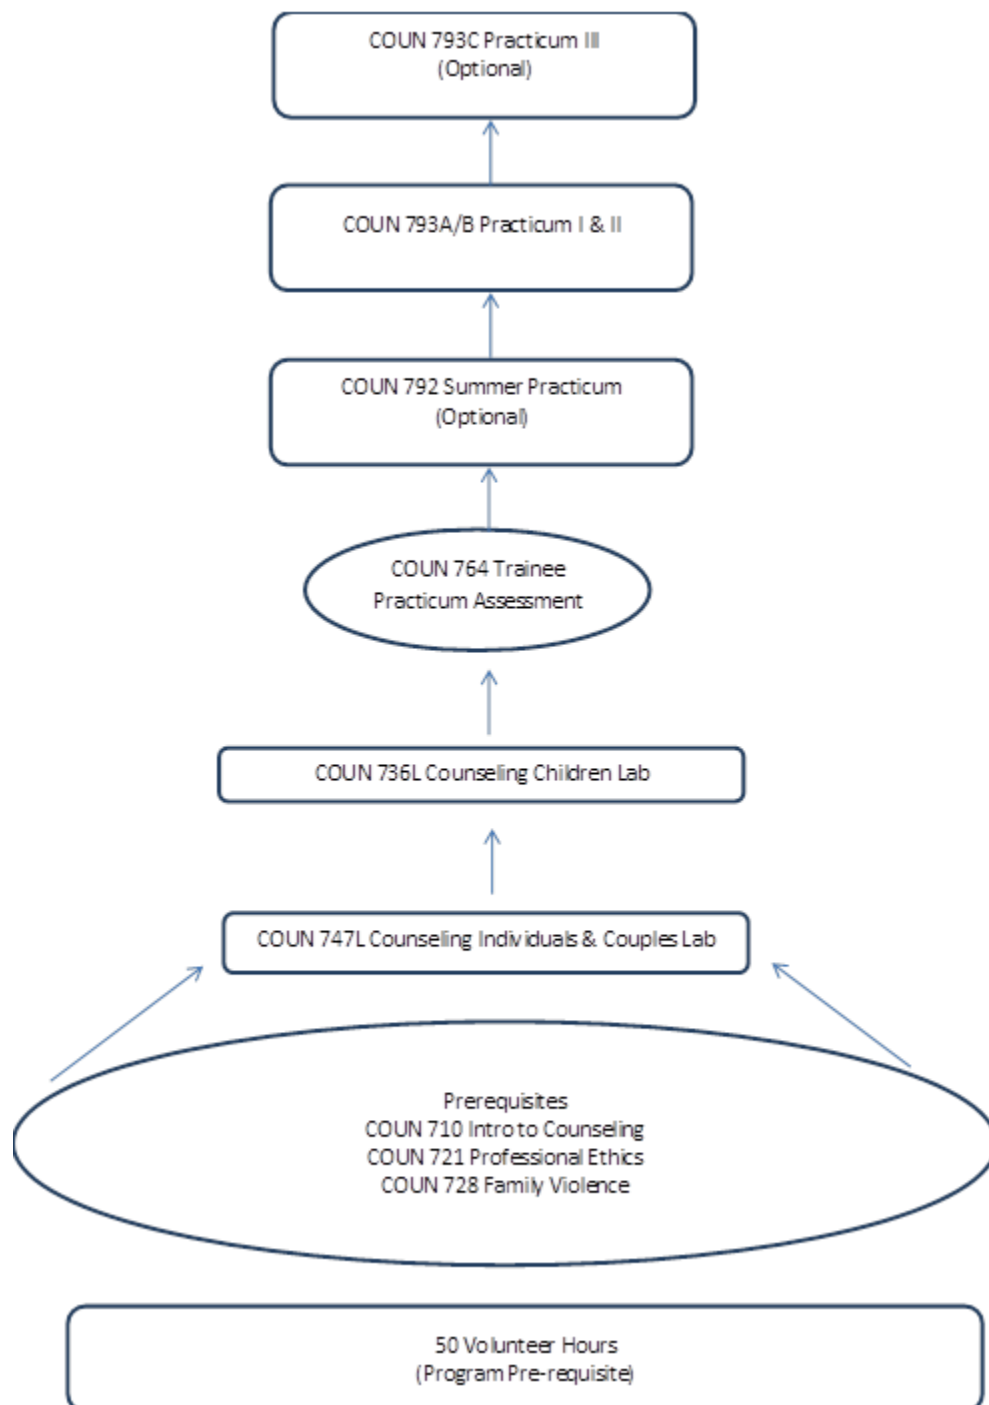 COUN 793C Practicum III
(Optional)
COUN 793A/B Practicum I & II
COUN 792 Summer Practicum
(Optional)
COUN 764 Trainee
Practicum Assessment
COUN 736L Counseling Children Lab
COUN 747L Counseling Individuals & Couples Lab
Prerequisites
COUN 710 Intro to Counseling
COUN 721 Professional Ethics
COUN 728 Family Violence
50 Volunteer Hours
(Program Pre-requisite)